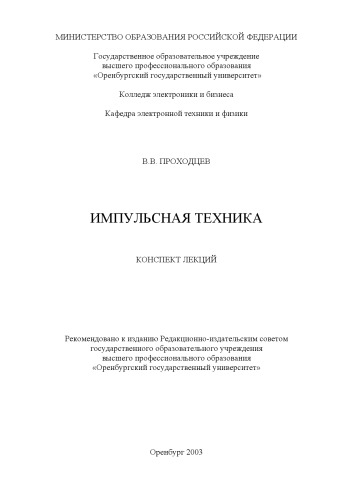 МИНИСТЕРСТВО ОБРАЗОВАНИЯ РОССИЙСКОЙ ФЕДЕРАЦИИ
Государственное образовательное учреждение
высшего профессионального образования
«Оренбургский государственный университет»
Колледж электроники и бизнеса
Кафедра электронной техники и физики
В.В. ПРОХОДЦЕВ
ИМПУЛЬСНАЯ ТЕХНИКА
КОНСПЕКТ ЛЕКЦИЙ
Рекомендовано к изданию Редакционно-издательским советом
государственного образовательного учреждения
высшего профессионального образования
«Оренбургский государственный университет»
Оренбург 2003